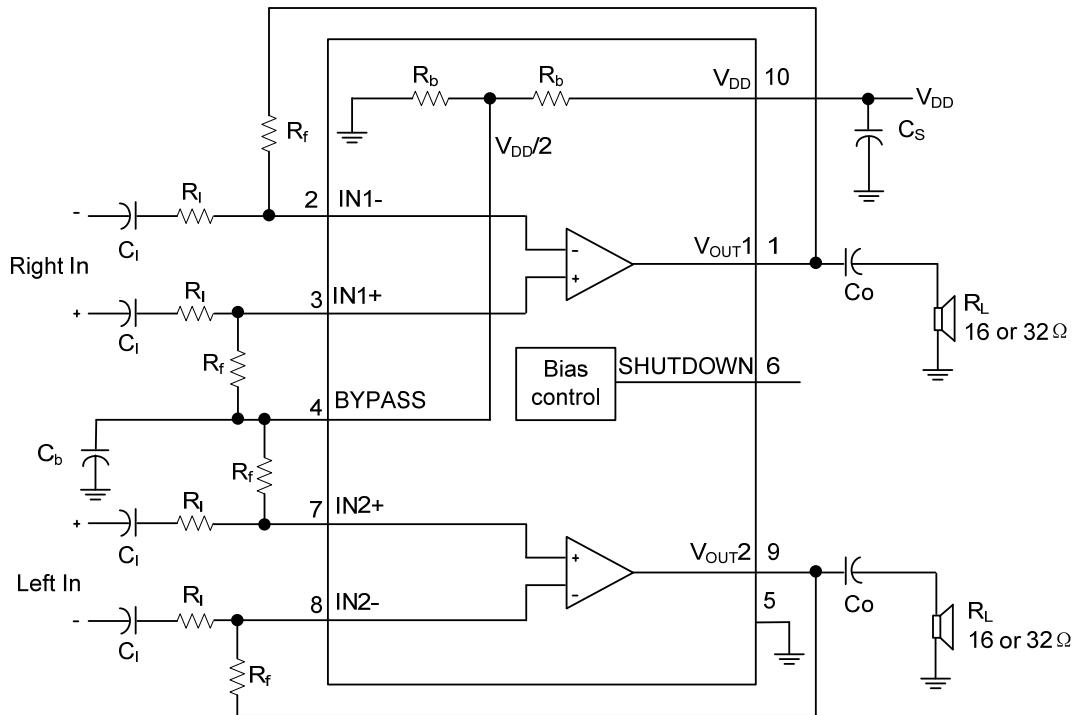 Rb
Rb
VDD 10
VDD
CS
Rf
VDD/2
RI
2 IN1-
-
CI
VOUT1 1
Right In
RI
3 IN1+
-
+
Co
RL
16 or 32Ω
+
CI
Rf
Bias control
SHUTDOWN 6
4 BYPASS
Cb
Rf
RI
7 IN2+
+
CI
VOUT2 9
+
-
Left In
RI
8 IN2-
5
Co
RL
16 or 32Ω
-
CI
Rf